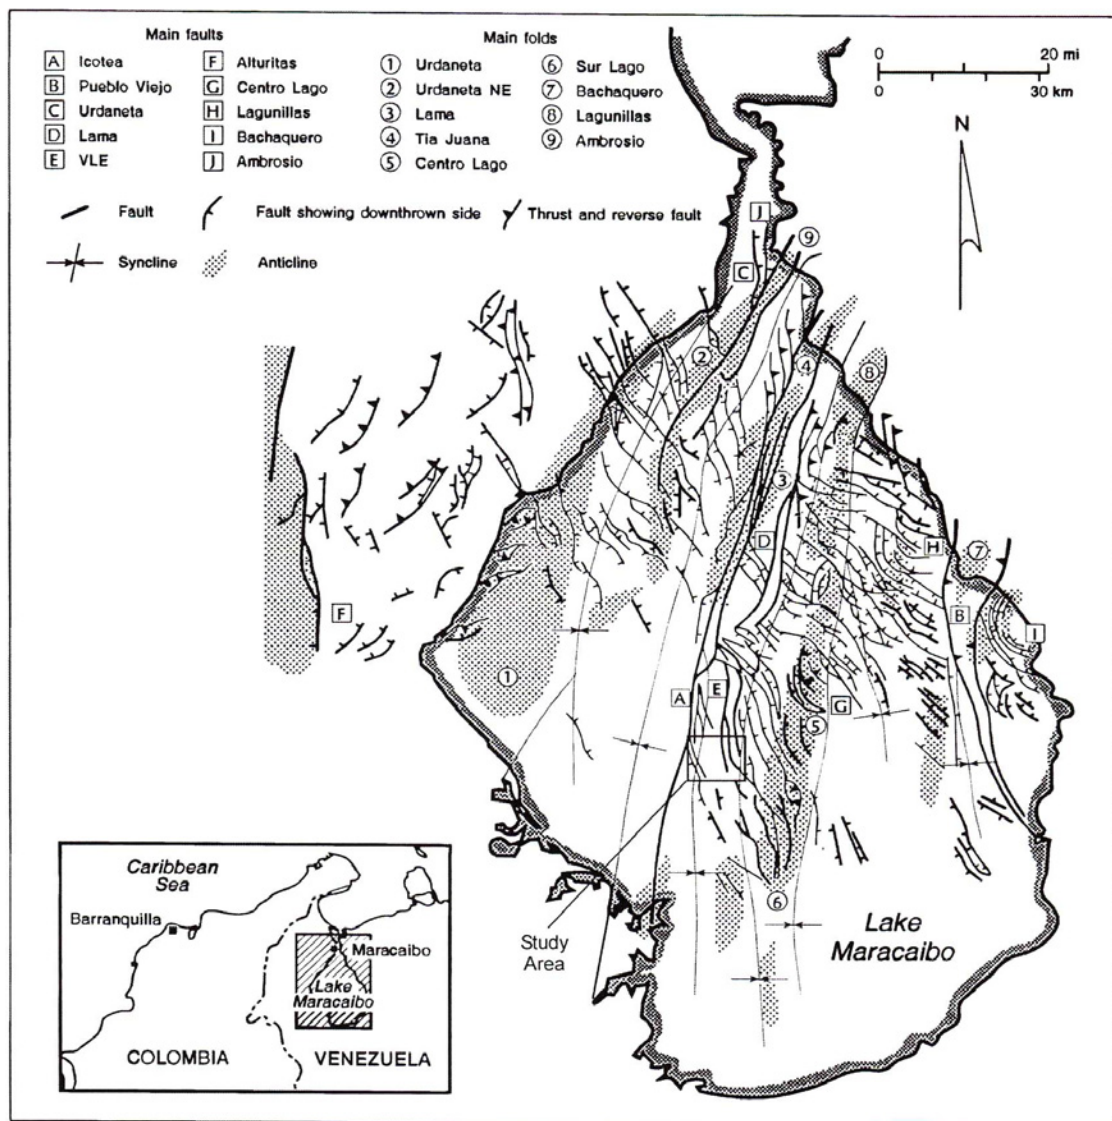 Main faults
A Icotea
B Pueblo Viejo
C Urdaneta
D Lama
E VLE
F Alturitas
G Centro Lago
H Lagunillas
I Bachaquero
J Ambrosio
Main folds
1 Urdaneta
2 Urdaneta NE
3 Lama
4 Tia Juana
5 Centro Lago
6 Sur Lago
7 Bachaquero
8 Lagunillas
9 Ambrosio
0 20 mi
0 30 km
N
Fault
Fault showing downthrown side
Thrust and reverse fault
Syncline
Anticline
J
9
C
2
4
8
3
D
H
7
F
B
I
1
A
E
G
5
6
Study
Area
Lake
Maracaibo
Caribbean
Sea
Barranquilla
Maracaibo
Lake
Maracaibo
COLOMBIA
VENEZUELA